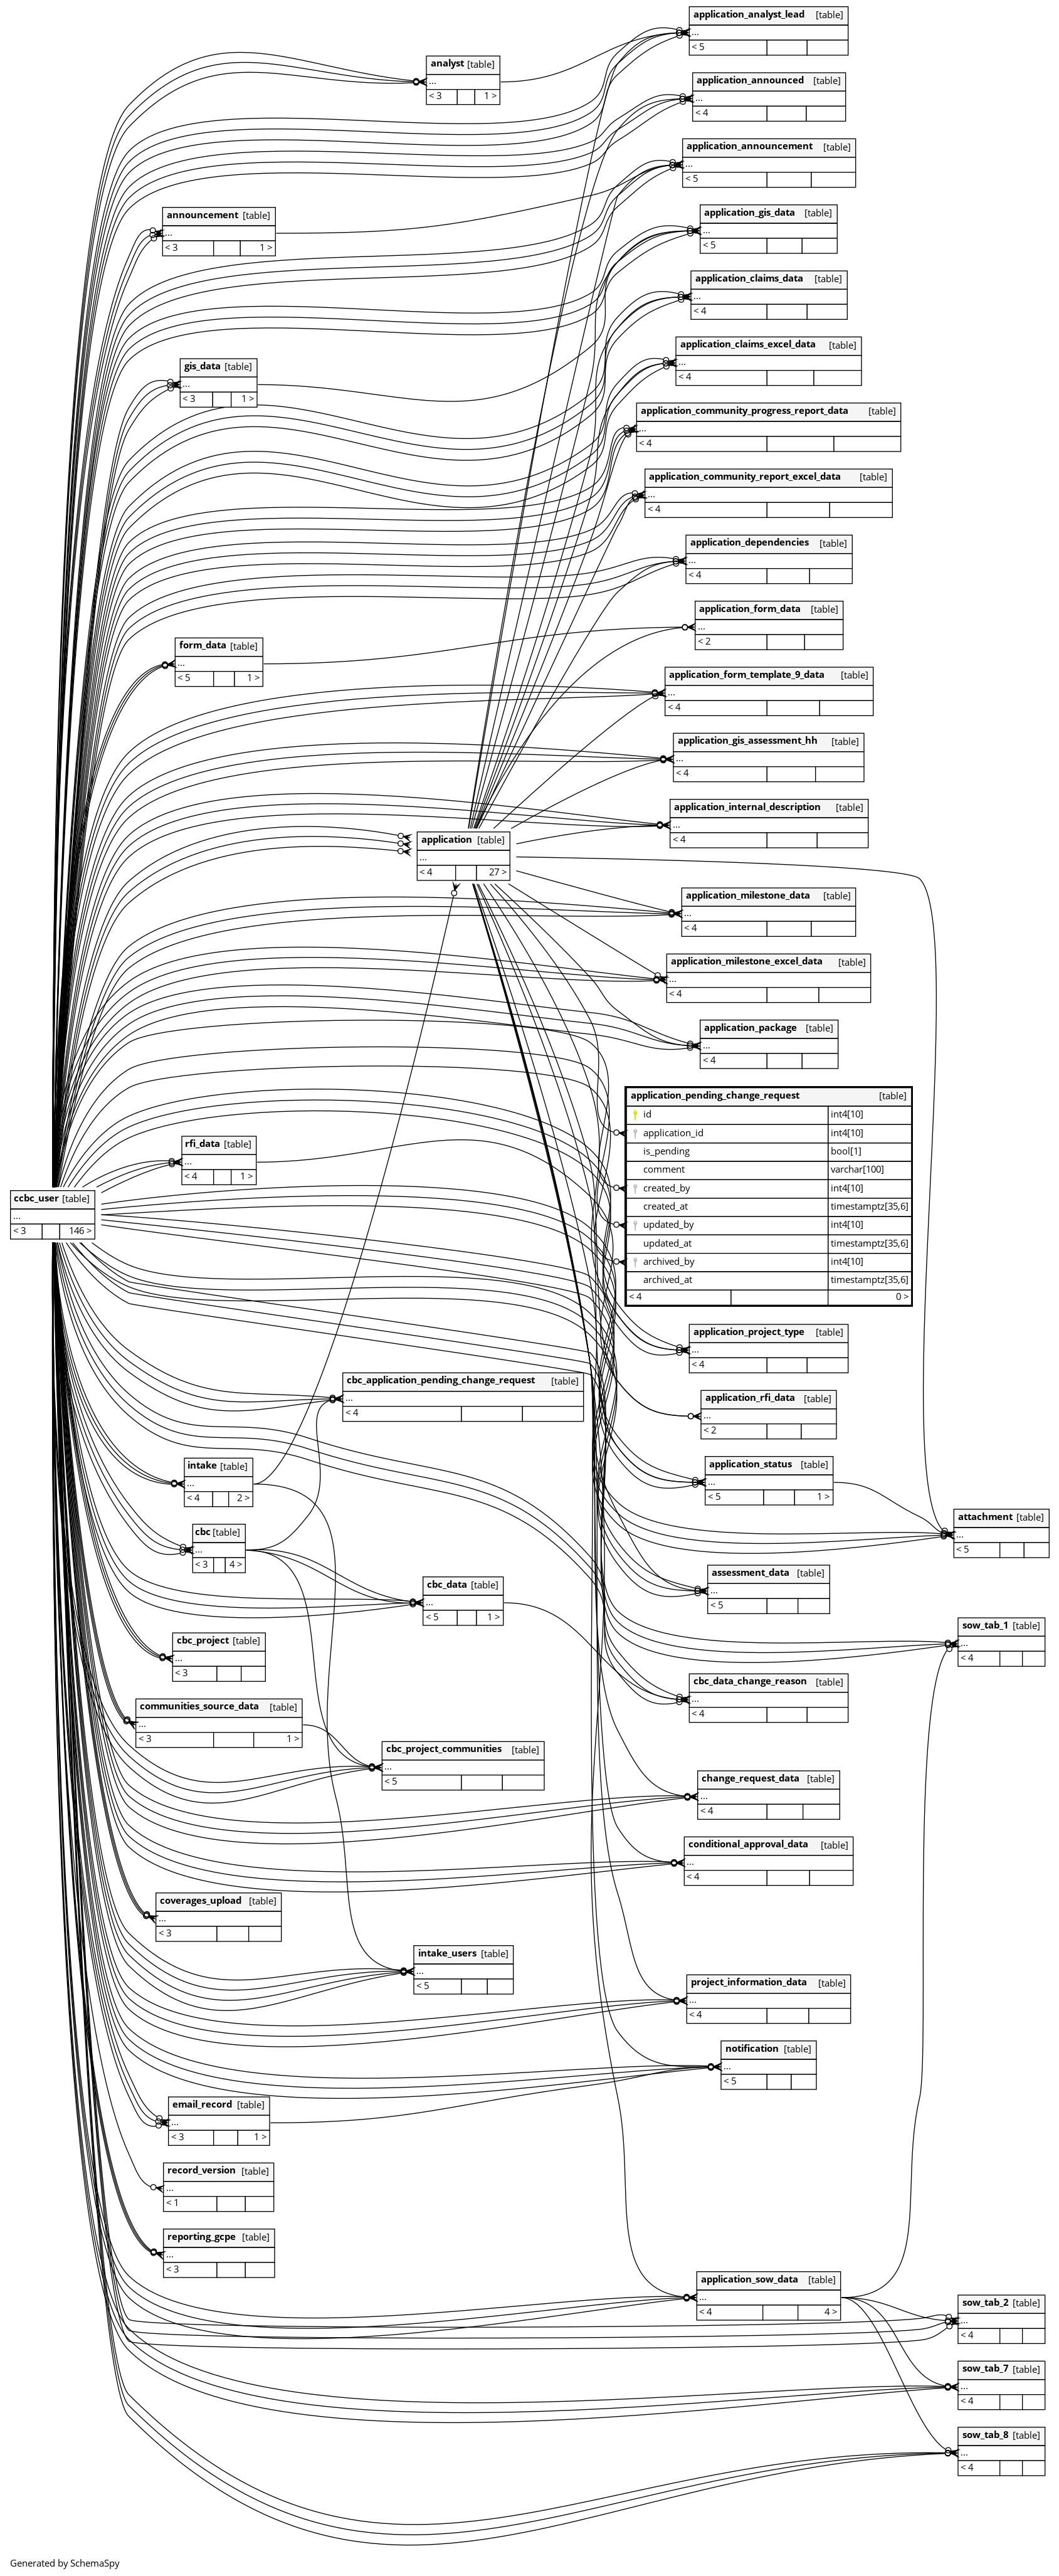 application_analyst_lead [table]
...
< 5
analyst [table]
...
< 3 1 >
application_announced [table]
...
< 4
application_announcement [table]
...
< 5
announcement [table]
...
< 3 1 >
application_gis_data [table]
...
< 5
application_claims_data [table]
...
< 4
application_claims_excel_data [table]
...
< 4
gis_data [table]
...
< 3 1 >
application_community_progress_report_data [table]
...
< 4
application_community_report_excel_data [table]
...
< 4
application_dependencies [table]
...
< 4
application_form_data [table]
...
< 2
form_data [table]
...
< 5 1 >
application_form_template_9_data [table]
...
< 4
application_gis_assessment_hh [table]
...
< 4
application_internal_description [table]
...
< 4
application [table]
...
< 4 27 >
application_milestone_data [table]
...
< 4
application_milestone_excel_data [table]
...
< 4
application_package [table]
...
< 4
application_pending_change_request [table]
id int4[10]
application_id int4[10]
is_pending bool[1]
comment varchar[100]
created_by int4[10]
created_at timestamptz[35,6]
updated_by int4[10]
updated_at timestamptz[35,6]
archived_by int4[10]
archived_at timestamptz[35,6]
< 4 0 >
rfi_data [table]
...
< 4 1 >
ccbc_user [table]
...
< 3 146 >
application_project_type [table]
...
< 4
cbc_application_pending_change_request [table]
...
< 4
application_rfi_data [table]
...
< 2
intake [table]
...
< 4 2 >
application_status [table]
...
< 5 1 >
attachment [table]
...
< 5
cbc [table]
...
< 3 4 >
cbc_data [table]
...
< 5 1 >
assessment_data [table]
...
< 5
sow_tab_1 [table]
...
< 4
cbc_project [table]
...
< 3
cbc_data_change_reason [table]
...
< 4
communities_source_data [table]
...
< 3 1 >
cbc_project_communities [table]
...
< 5
change_request_data [table]
...
< 4
conditional_approval_data [table]
...
< 4
coverages_upload [table]
...
< 3
intake_users [table]
...
< 5
project_information_data [table]
...
< 4
notification [table]
...
< 5
email_record [table]
...
< 3 1 >
record_version [table]
...
< 1
reporting_gcpe [table]
...
< 3
application_sow_data [table]
...
< 4 4 >
sow_tab_2 [table]
...
< 4
sow_tab_7 [table]
...
< 4
sow_tab_8 [table]
...
< 4
Generated by SchemaSpy